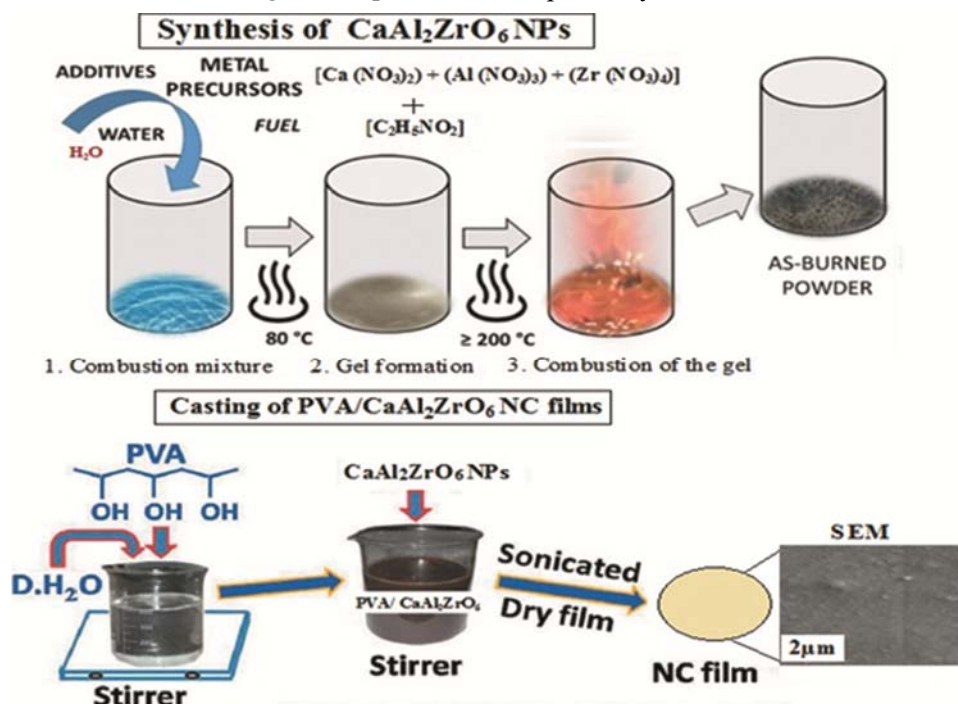 Synthesis of CaAl₂ZrO₆ NPs
ADDITIVES
METAL
PRECURSORS
[Ca (NO₃)₂) + (Al (NO₃)₃) + (Zr (NO₃)₄)]
+
FUEL
[C₂H₅NO₂]
WATER
H₂O
80 °C
≥ 200 °C
AS-BURNED
POWDER
1. Combustion mixture
2. Gel formation
3. Combustion of the gel
Casting of PVA/CaAl₂ZrO₆ NC films
PVA
OH OH OH
D.H₂O
Stirrer
CaAl₂ZrO₆ NPs
PVA/ CaAl₂ZrO₆
Stirrer
Sonicated
Dry film
NC film
SEM
2µm